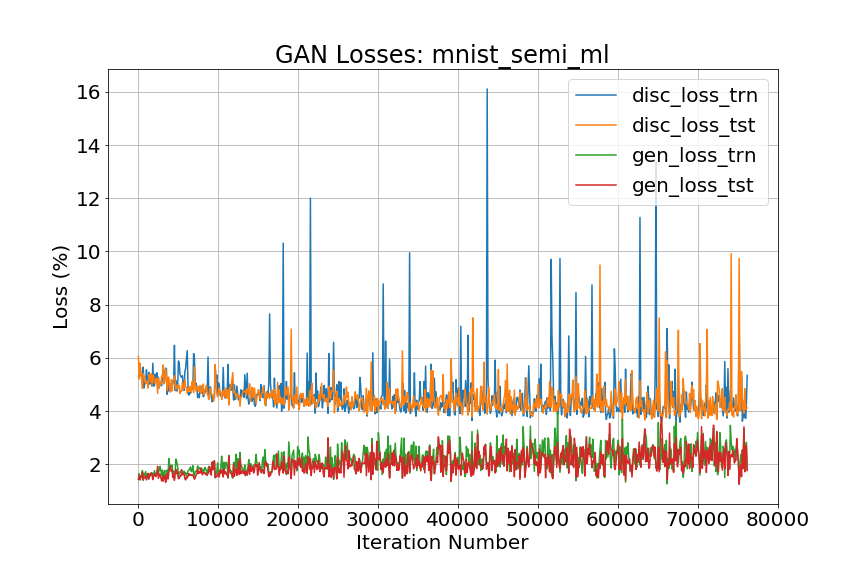 GAN Losses: mnist_semi_ml
disc_loss_trn
disc_loss_tst
gen_loss_trn
gen_loss_tst
Loss (%)
16
14
12
10
8
6
4
2
0 10000 20000 30000 40000 50000 60000 70000 80000
Iteration Number